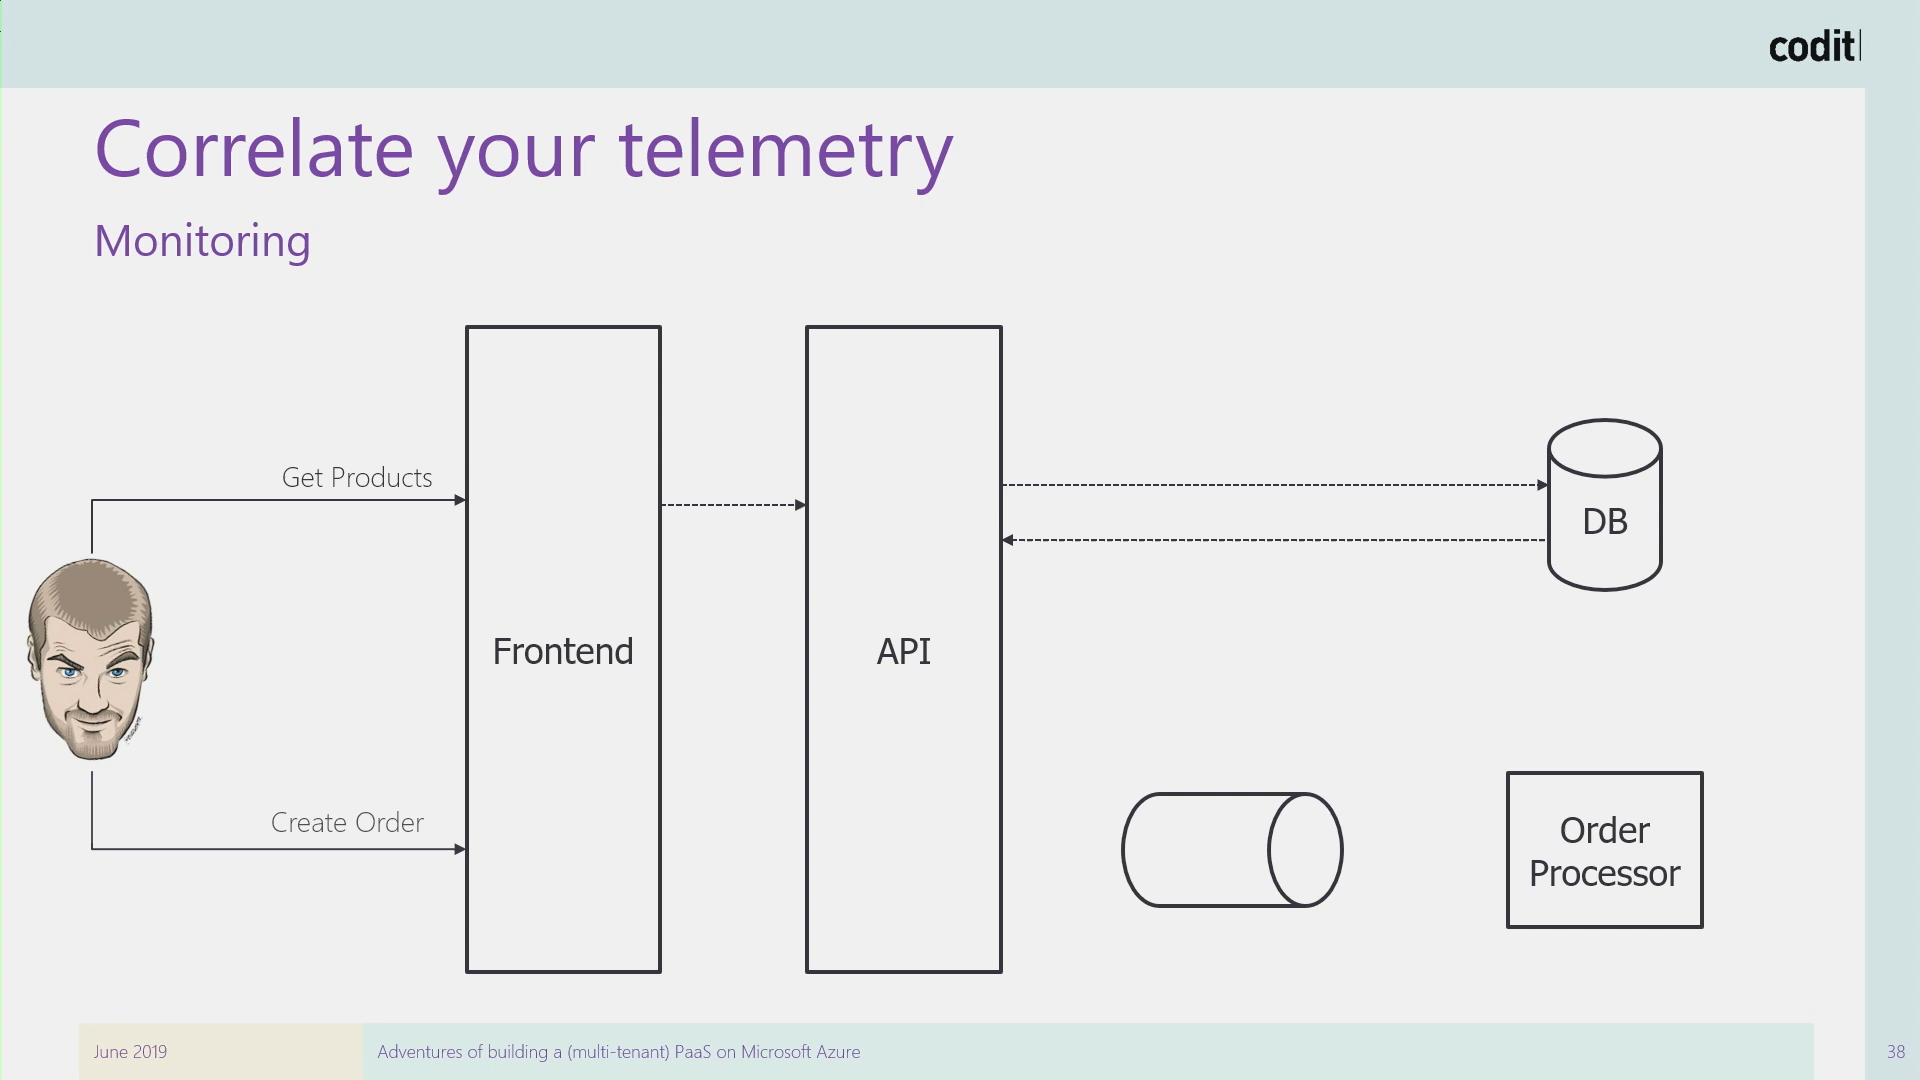 codit
Correlate your telemetry
Monitoring
Get Products
Frontend
API
DB
Create Order
Order
Processor
June 2019
Adventures of building a (multi-tenant) PaaS on Microsoft Azure
38